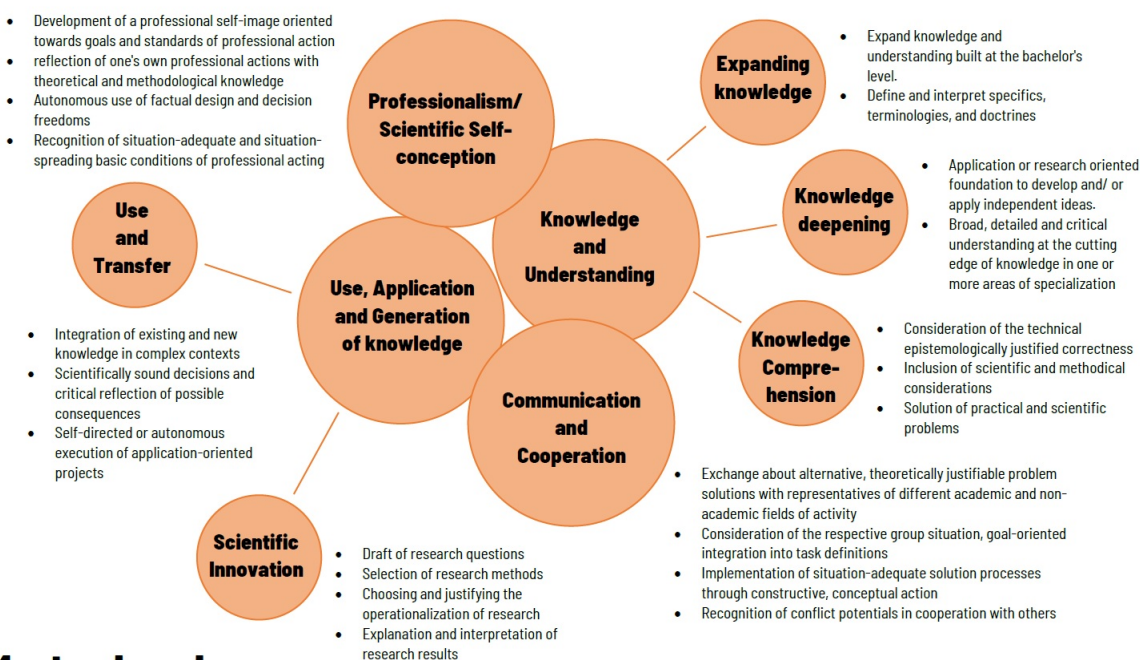 • Development of a professional self-image oriented
towards goals and standards of professional action
• reflection of one's own professional actions with
theoretical and methodological knowledge
• Autonomous use of factual design and decision
freedoms
• Recognition of situation-adequate and situation-
spreading basic conditions of professional acting
Professionalism/
Scientific Self-
conception
Expanding
knowledge
• Expand knowledge and
understanding built at the bachelor's
level.
• Define and interpret specifics,
terminologies, and doctrines
Knowledge
and
Understanding
Knowledge
deepening
• Application or research oriented
foundation to develop and/ or
apply independent ideas.
• Broad, detailed and critical
understanding at the cutting
edge of knowledge in one or
more areas of specialization
Knowledge
Compre-
hension
• Consideration of the technical
epistemologically justified correctness
• Inclusion of scientific and methodical
considerations
• Solution of practical and scientific
problems
Use
and
Transfer
Use, Application
and Generation
of knowledge
• Integration of existing and new
knowledge in complex contexts
• Scientifically sound decisions and
critical reflection of possible
consequences
• Self-directed or autonomous
execution of application-oriented
projects
Communication
and
Cooperation
• Exchange about alternative, theoretically justifiable problem
solutions with representatives of different academic and non-
academic fields of activity
• Consideration of the respective group situation, goal-oriented
integration into task definitions
• Implementation of situation-adequate solution processes
through constructive, conceptual action
• Recognition of conflict potentials in cooperation with others
Scientific
Innovation
• Draft of research questions
• Selection of research methods
• Choosing and justifying the
operationalization of research
• Explanation and interpretation of
research results